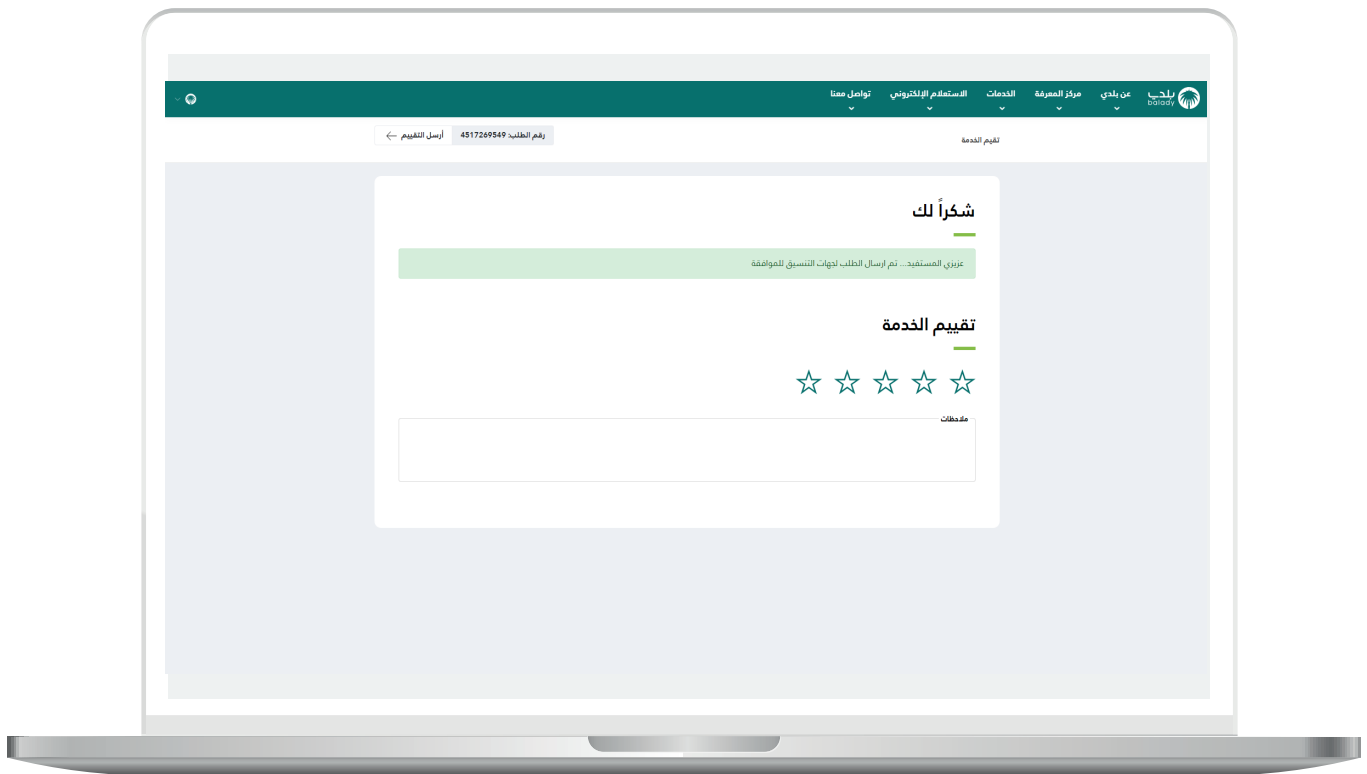 بلدي
balady
عن بلدي
مركز المعرفة
الخدمات
الاستعلام الإلكتروني
تواصل معنا
تقيم الخدمة
رقم الطلب: 4517269549
أرسل التقييم
شكراً لك
عزيزي المستفيد... تم ارسال الطلب لجهات التنسيق للموافقة
تقييم الخدمة
ملاحظات